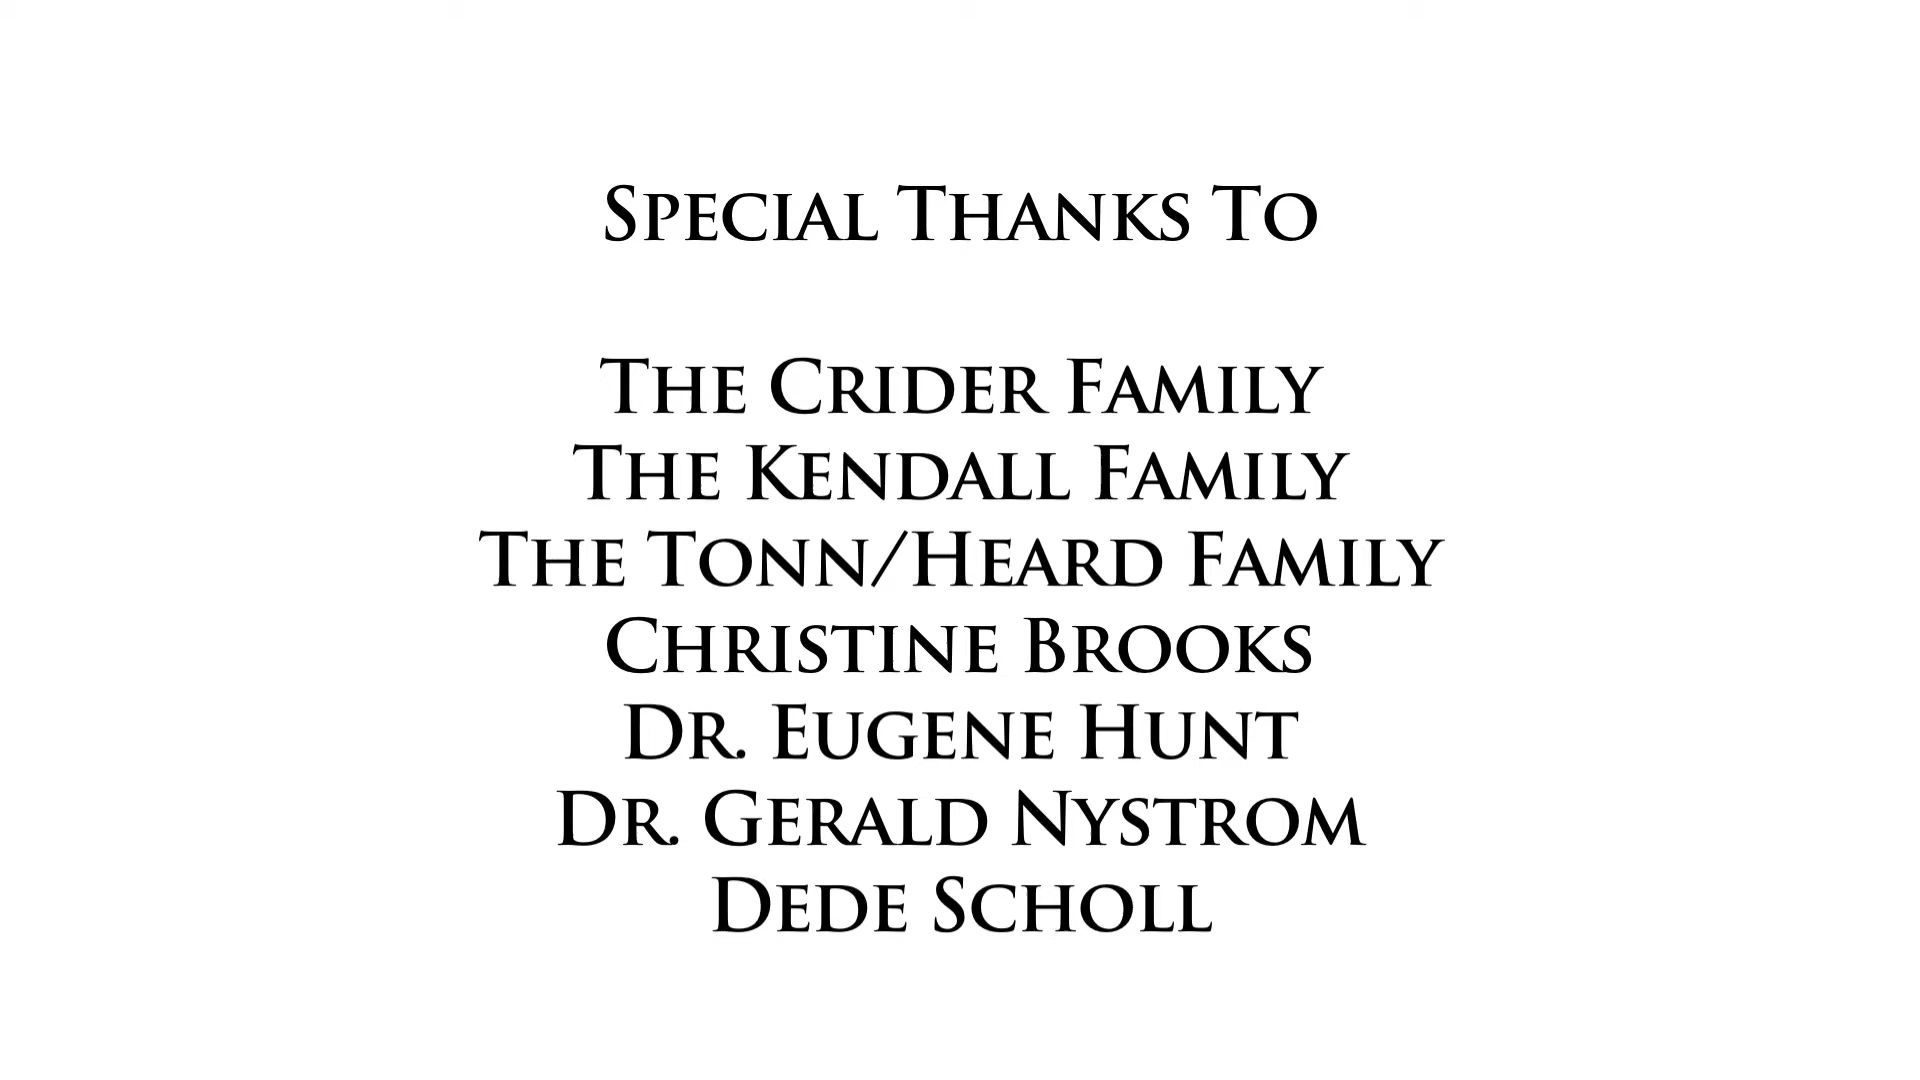 Special Thanks To
The Crider Family
The Kendall Family
The Tonn/Heard Family
Christine Brooks
Dr. Eugene Hunt
Dr. Gerald Nystrom
Dede Scholl